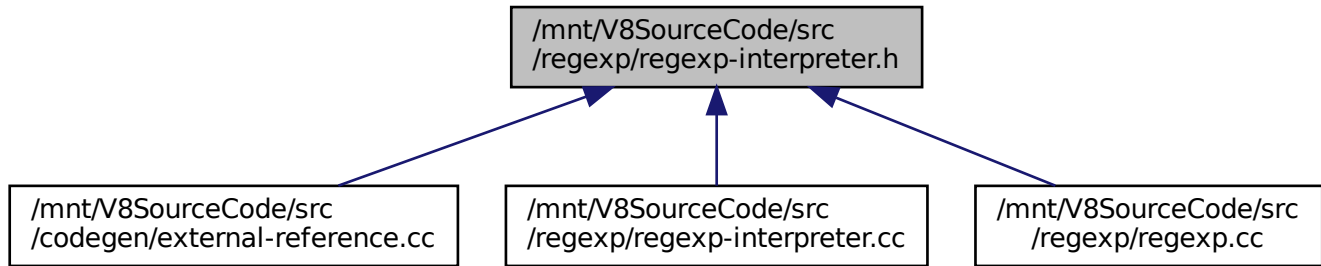 /mnt/V8SourceCode/src
/regexp/regexp-interpreter.h
/mnt/V8SourceCode/src
/codegen/external-reference.cc
/mnt/V8SourceCode/src
/regexp/regexp-interpreter.cc
/mnt/V8SourceCode/src
/regexp/regexp.cc